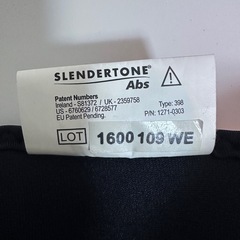 SLENDERTONE®
Abs
Patent Numbers
Ireland - S81372 / UK - 2359758
US - 6760629 / 6728577
EU Patent Pending.
Type: 398
P/N: 1271-0303
LOT 1600 109 WE